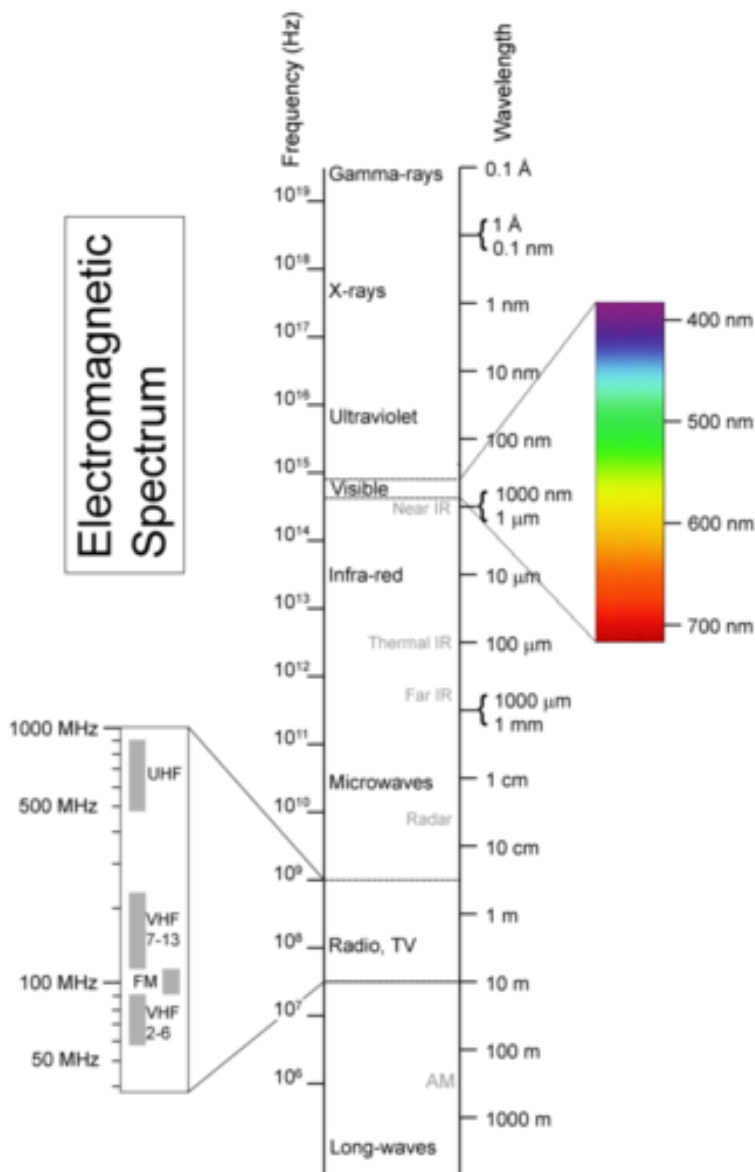 Electromagnetic
Spectrum
Frequency (Hz)
10¹⁹
10¹⁸
10¹⁷
10¹⁶
10¹⁵
10¹⁴
10¹³
10¹²
10¹¹
10¹⁰
10⁹
10⁸
10⁷
10⁶
Gamma-rays
X-rays
Ultraviolet
Visible
Near IR
Infra-red
Thermal IR
Far IR
Microwaves
Radar
Radio, TV
AM
Long-waves
Wavelength
0.1 Å
1 Å
0.1 nm
1 nm
10 nm
100 nm
1000 nm
1 μm
10 μm
100 μm
1000 μm
1 mm
1 cm
10 cm
1 m
10 m
100 m
1000 m
400 nm
500 nm
600 nm
700 nm
1000 MHz
500 MHz
100 MHz
50 MHz
UHF
VHF
7-13
FM
VHF
2-6